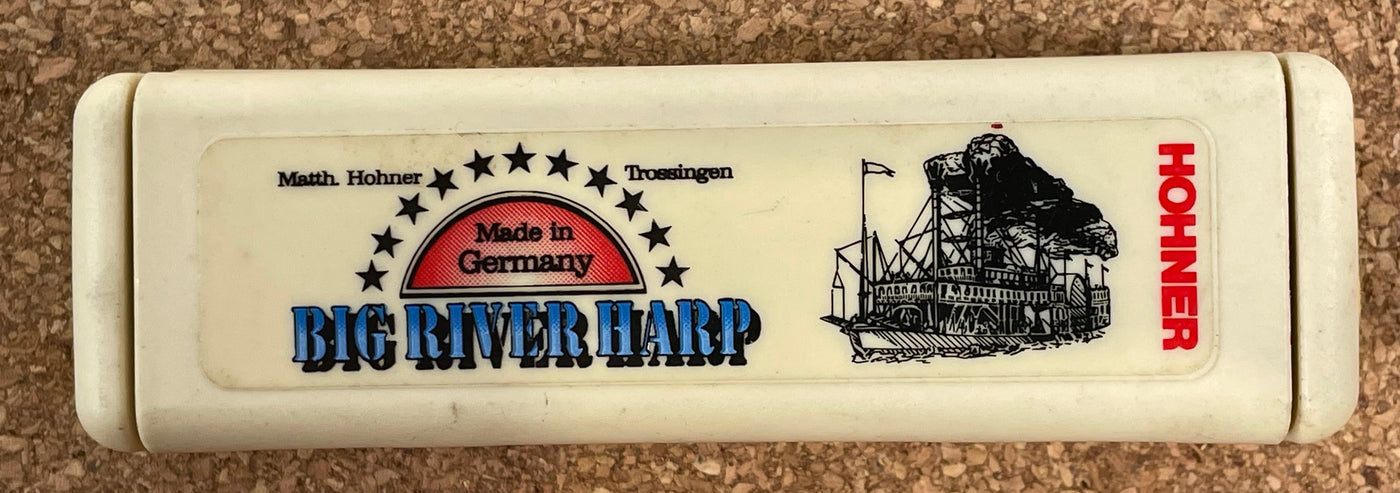 Matth. Hohner Trossingen
Made in
Germany
BIG RIVER HARP
HOHNER